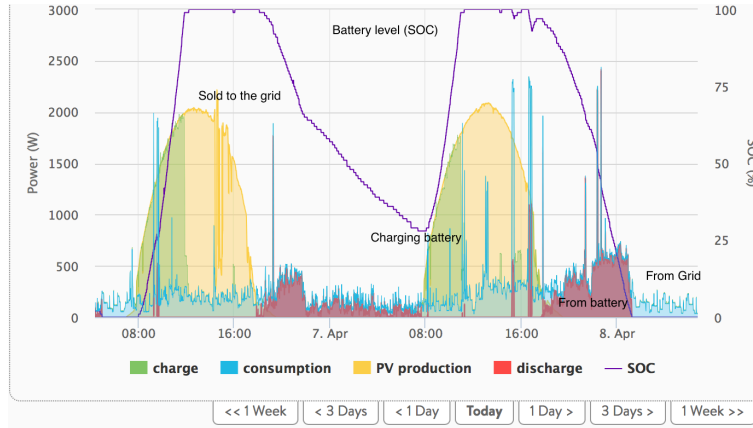 3000
100
Battery level (SOC)
2500
Sold to the grid
75
2000
Power (W)
1500
50
SOC (%)
1000
Charging battery
25
500
From Grid
From battery
0
0
08:00
16:00
7. Apr
08:00
16:00
8. Apr
charge
consumption
PV production
discharge
SOC
<< 1 Week
< 3 Days
< 1 Day
Today
1 Day >
3 Days >
1 Week >>